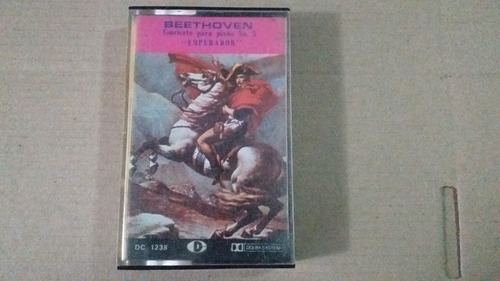 BEETHOVEN
Concierto para piano No. 5
"EMPERADOR"
DC 1238 D DOLBY SYSTEM